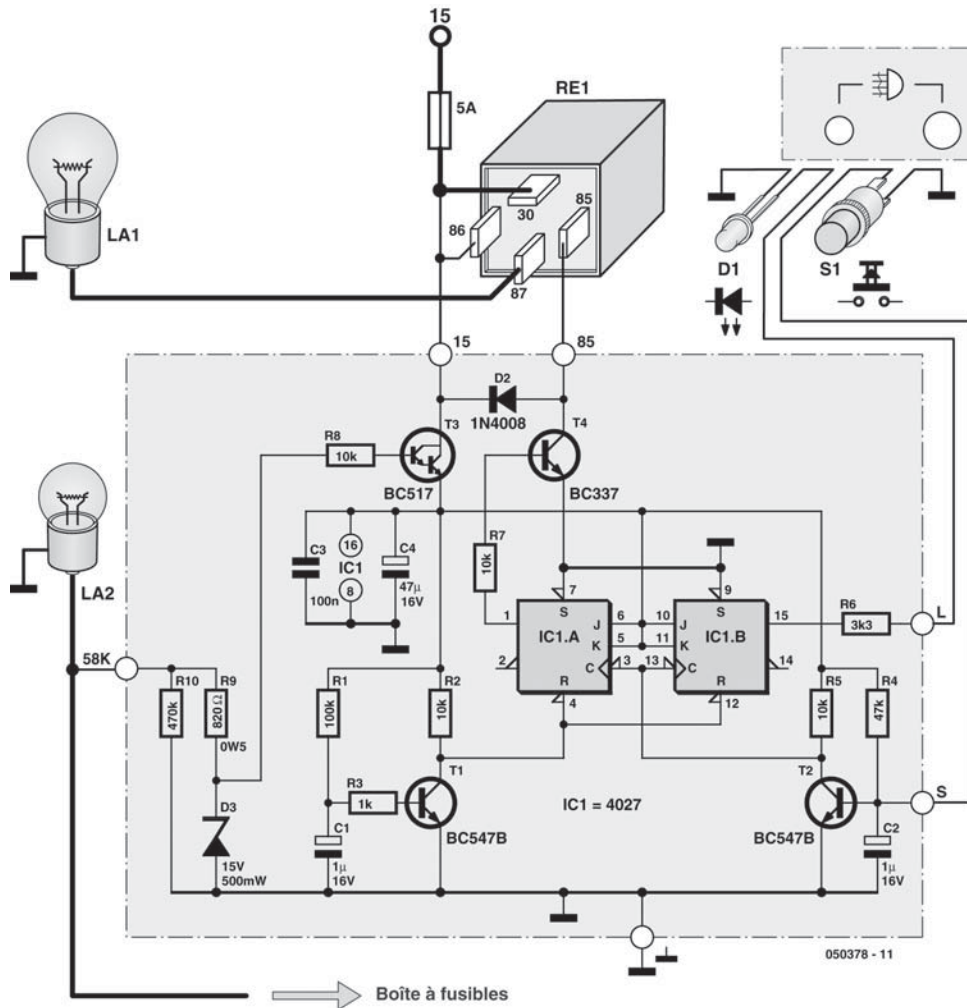 15
5A
RE1
30
85
86
87
LA1
D1
S1
15
85
D2
1N4008
T3
T4
R8
10k
BC517
BC337
LA2
C3
100n
16
IC1
8
C4
47µ
16V
R7
10k
7
9
S
S
1
IC1.A
J
6
10
J
IC1.B
15
R6
3k3
L
K
5
11
K
2
C
3
13
C
14
R
R
4
12
58K
R10
470k
R9
820 Ω
0W5
R1
100k
R2
10k
R5
10k
R4
47k
T1
T2
R3
1k
IC1 = 4027
S
D3
15V
500mW
C1
1µ
16V
BC547B
BC547B
C2
1µ
16V
050378 - 11
Boîte à fusibles